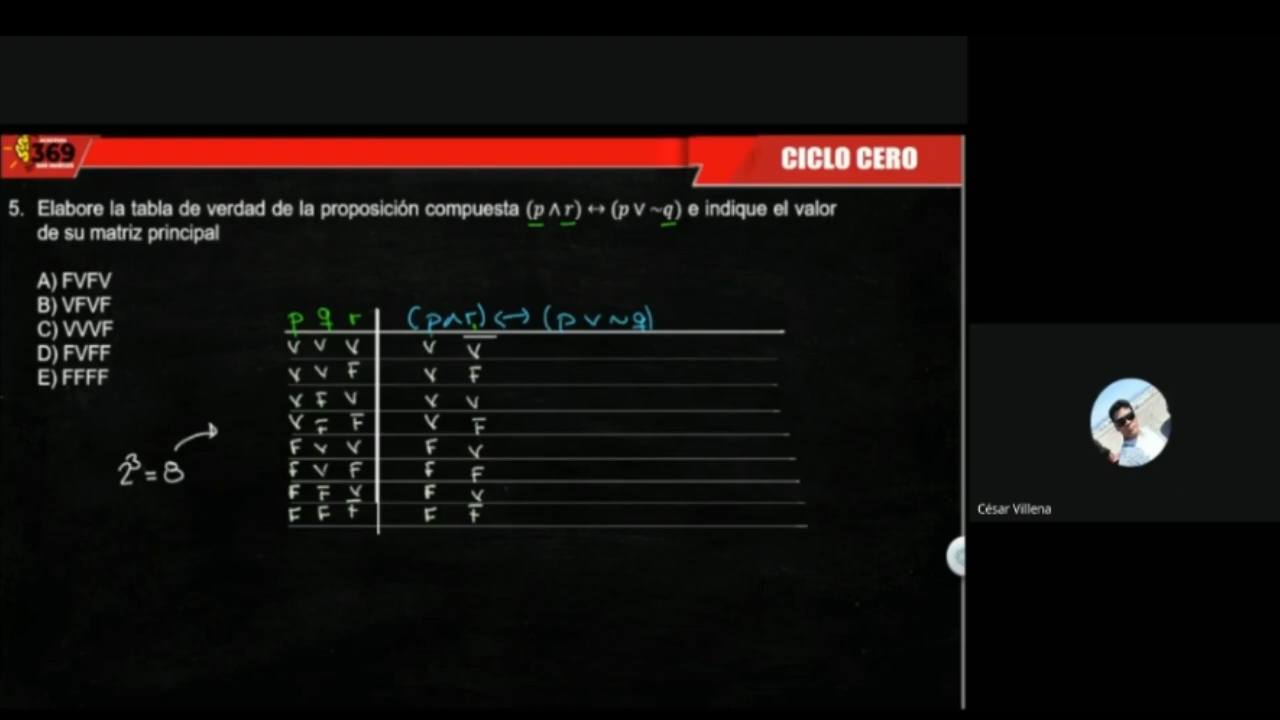 369
CICLO CERO
5. Elabore la tabla de verdad de la proposición compuesta (p ∧ r) ↔ (p ∨ ~q) e indique el valor
de su matriz principal
A) FVFV
B) VFVF
C) VVVF
D) FVFF
E) FFFF
p q r (p∧r) ↔ (p ∨ ~q)
V V V V V
V V F V F
V F V V V
V F F V F
F V V F V
F V F F F
F F V F V
F F F F F
2³ = 8
César Villena